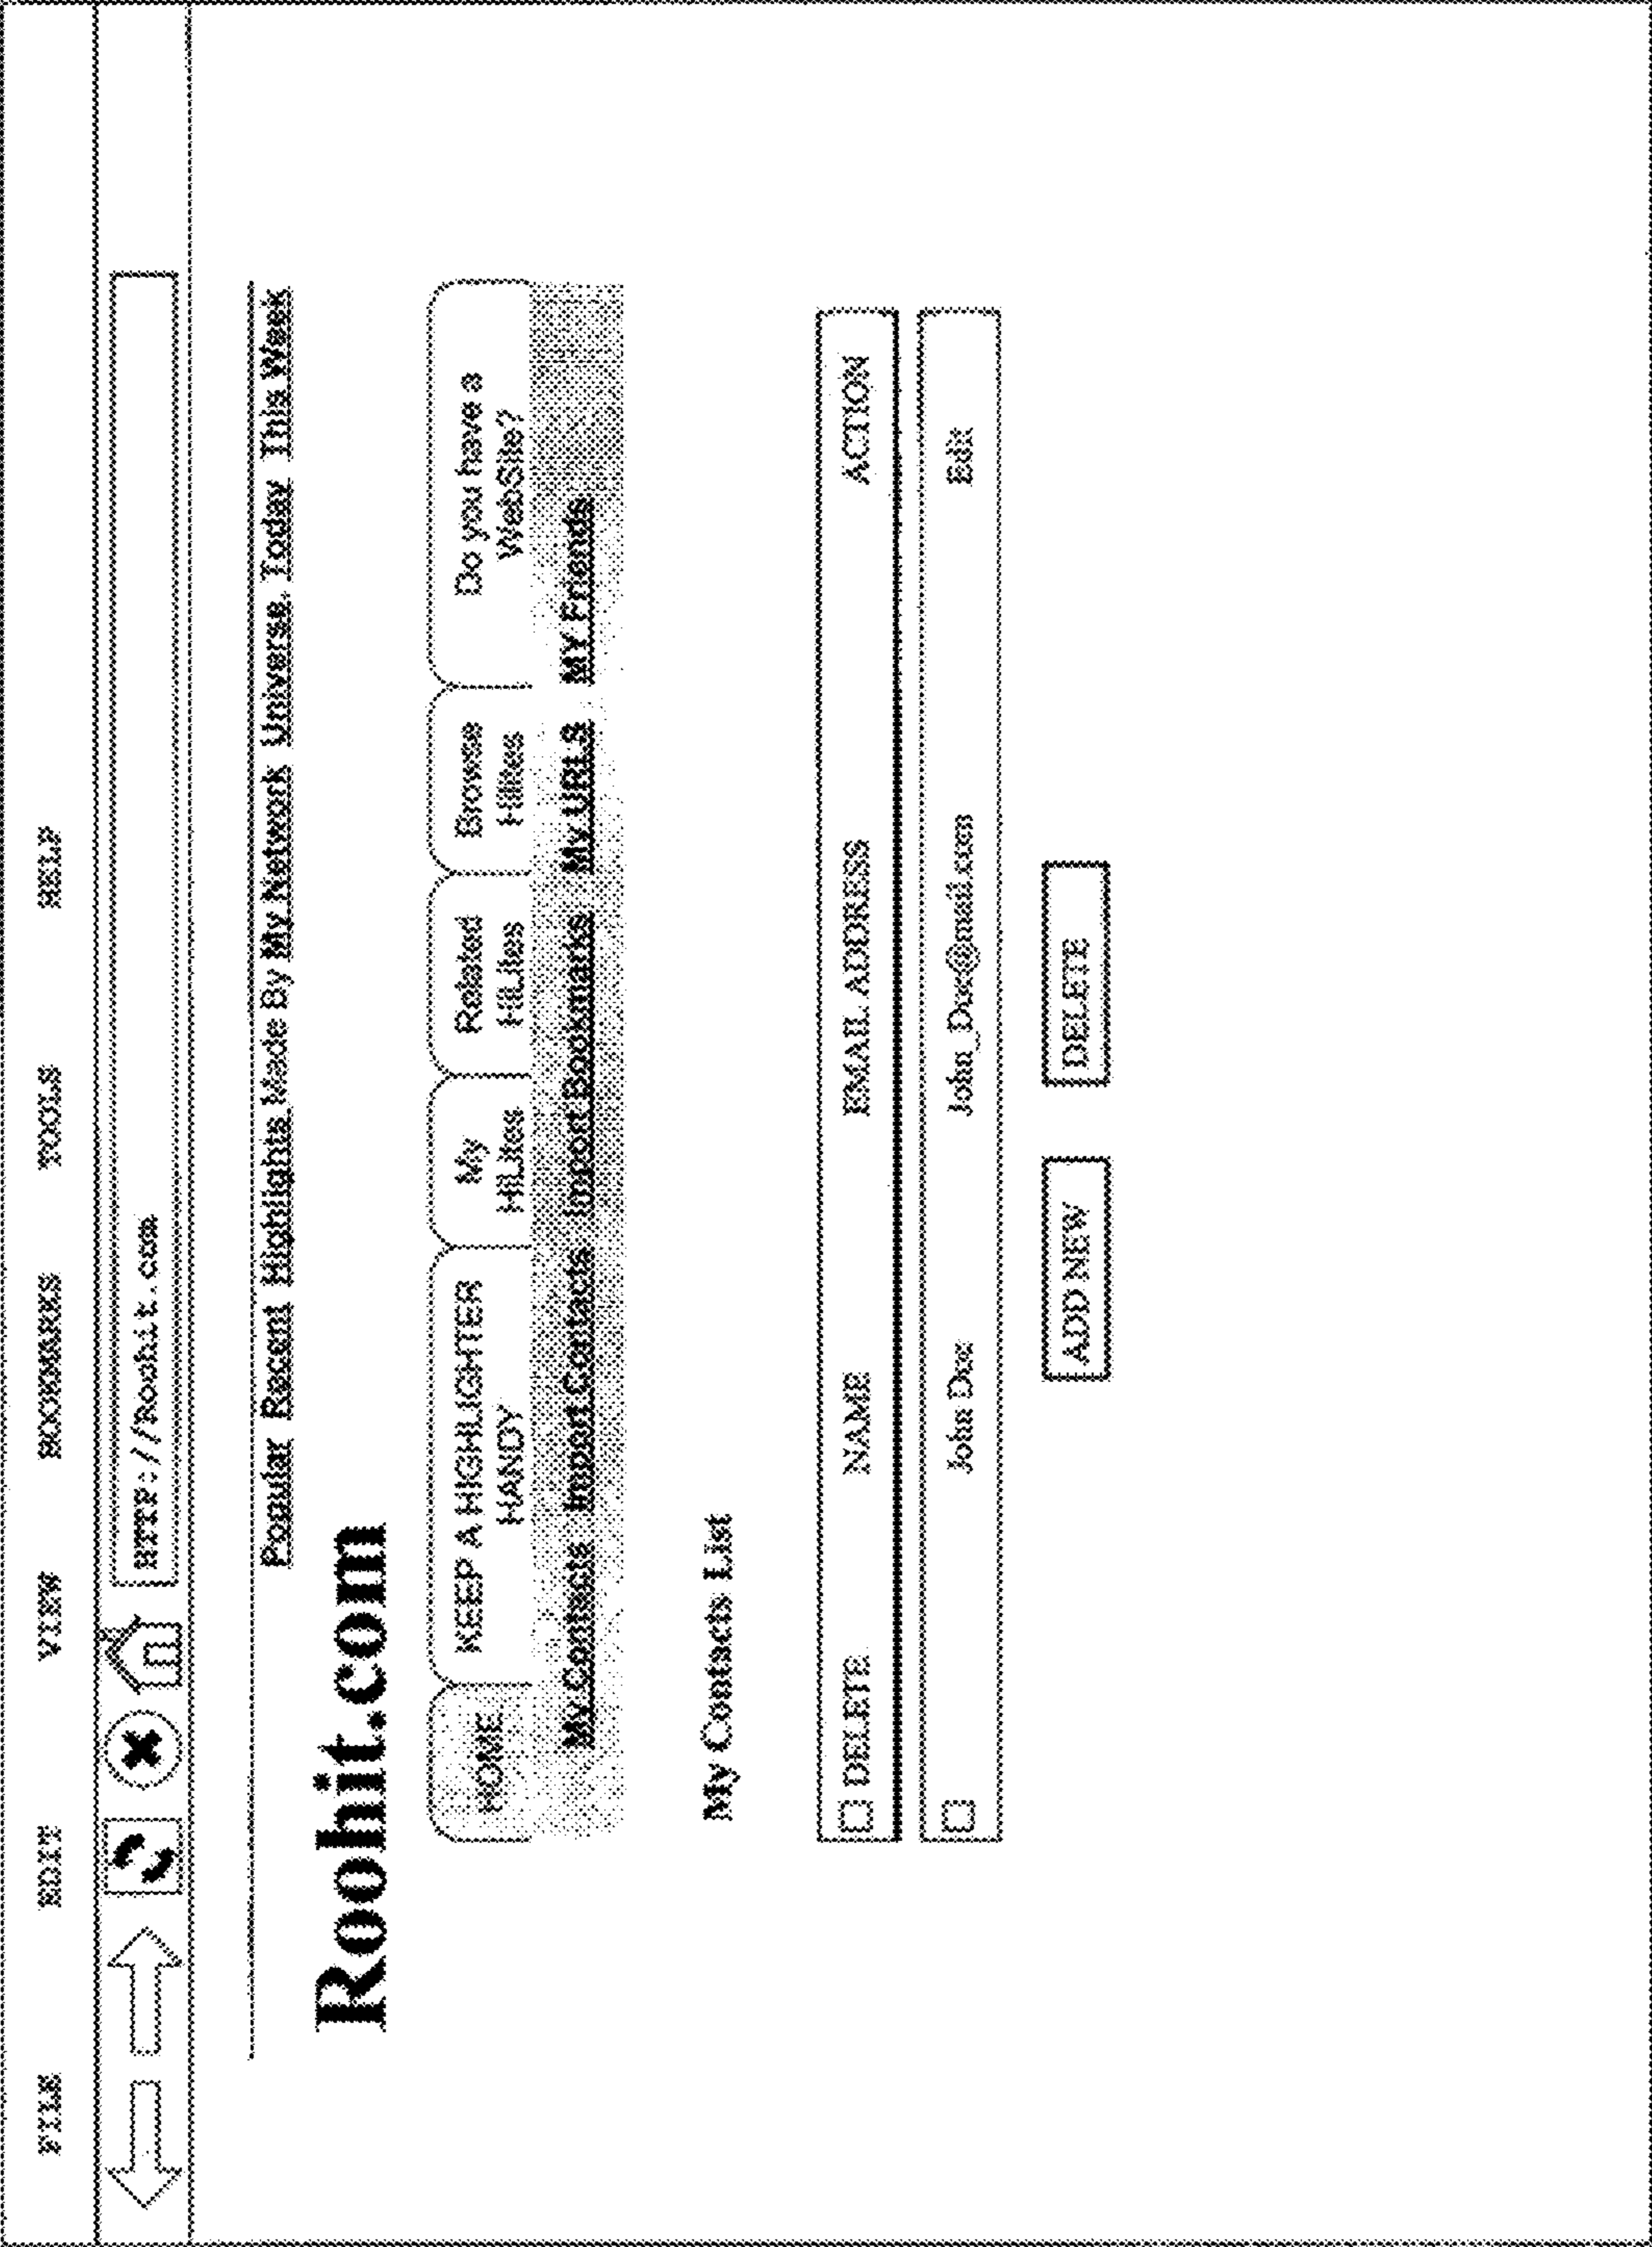 FILE EDIT VIEW BOOKMARKS TOOLS HELP
HTTP://Roohit.com
Popular Recent Highlights Made By My Network Universe. Today This Week
Roohit.com
HOME
KEEP A HIGHLIGHTER
HANDY
My
HiLites
Related
HiLites
Browse
Hilites
Do you have a
WebSite?
My Contacts Import Contacts Import Bookmarks My URLS MY Friends
My Contacts List
DELETE NAME EMAIL ADDRESS ACTION
John Doe John_Doe@mail.com Edit
ADD NEW DELETE